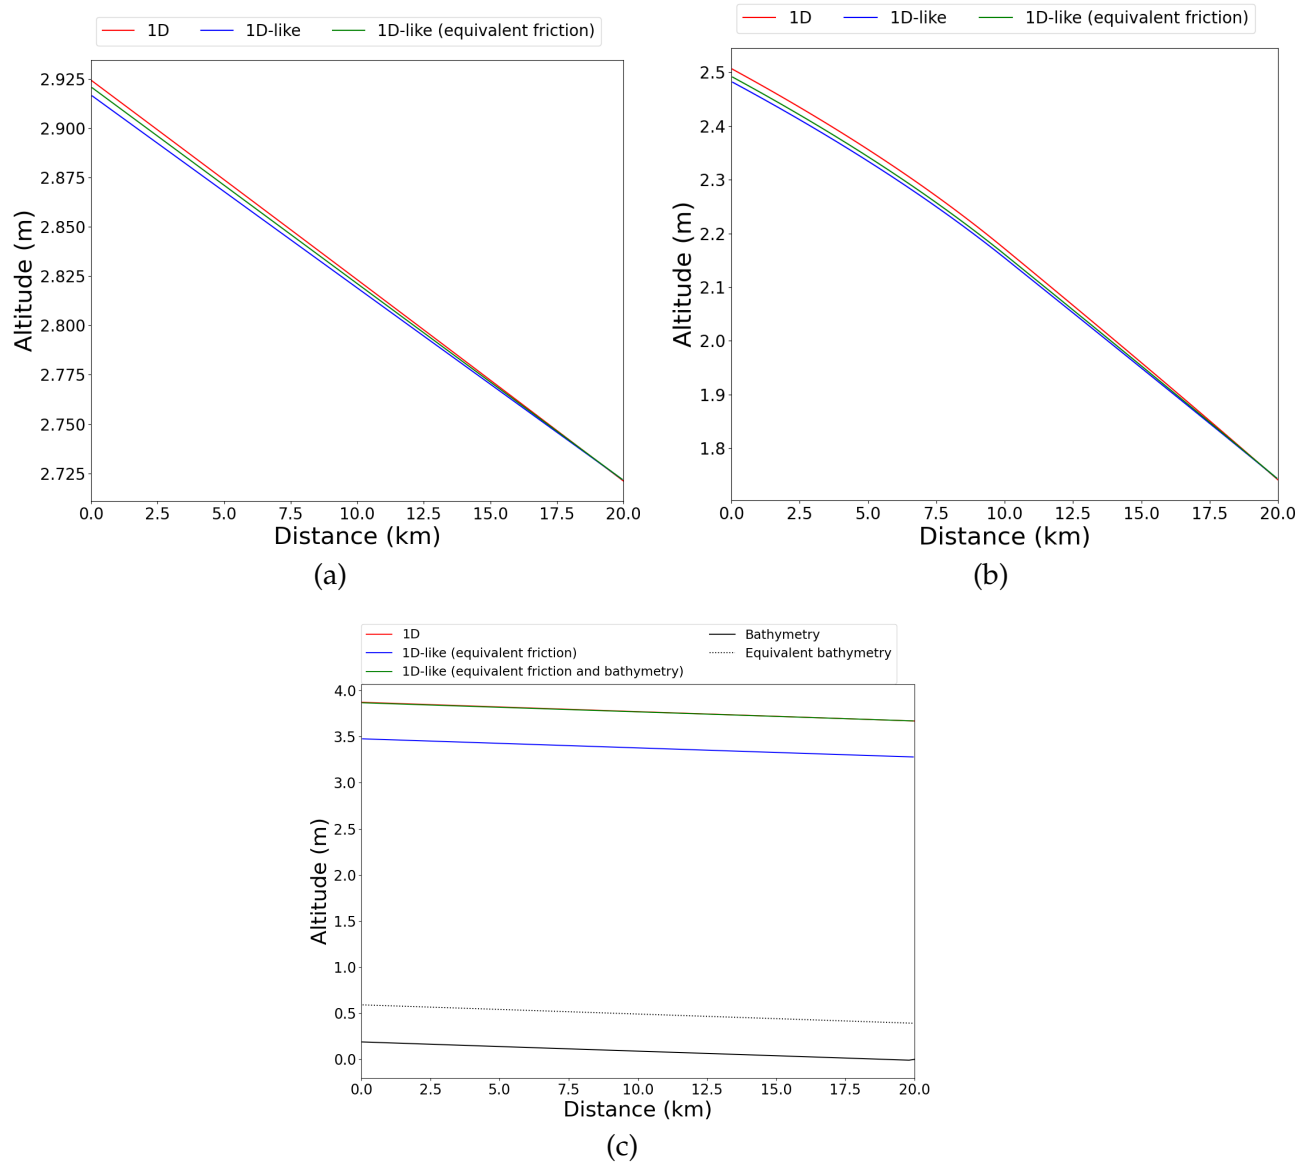 1D 1D-like 1D-like (equivalent friction)
2.925
2.900
2.875
2.850
2.825
2.800
2.775
2.750
2.725
Altitude (m)
0.0 2.5 5.0 7.5 10.0 12.5 15.0 17.5 20.0
Distance (km)
(a)
1D 1D-like 1D-like (equivalent friction)
2.5
2.4
2.3
2.2
2.1
2.0
1.9
1.8
Altitude (m)
0.0 2.5 5.0 7.5 10.0 12.5 15.0 17.5 20.0
Distance (km)
(b)
1D
1D-like (equivalent friction)
1D-like (equivalent friction and bathymetry)
Bathymetry
Equivalent bathymetry
4.0
3.5
3.0
2.5
2.0
1.5
1.0
0.5
0.0
Altitude (m)
0.0 2.5 5.0 7.5 10.0 12.5 15.0 17.5 20.0
Distance (km)
(c)